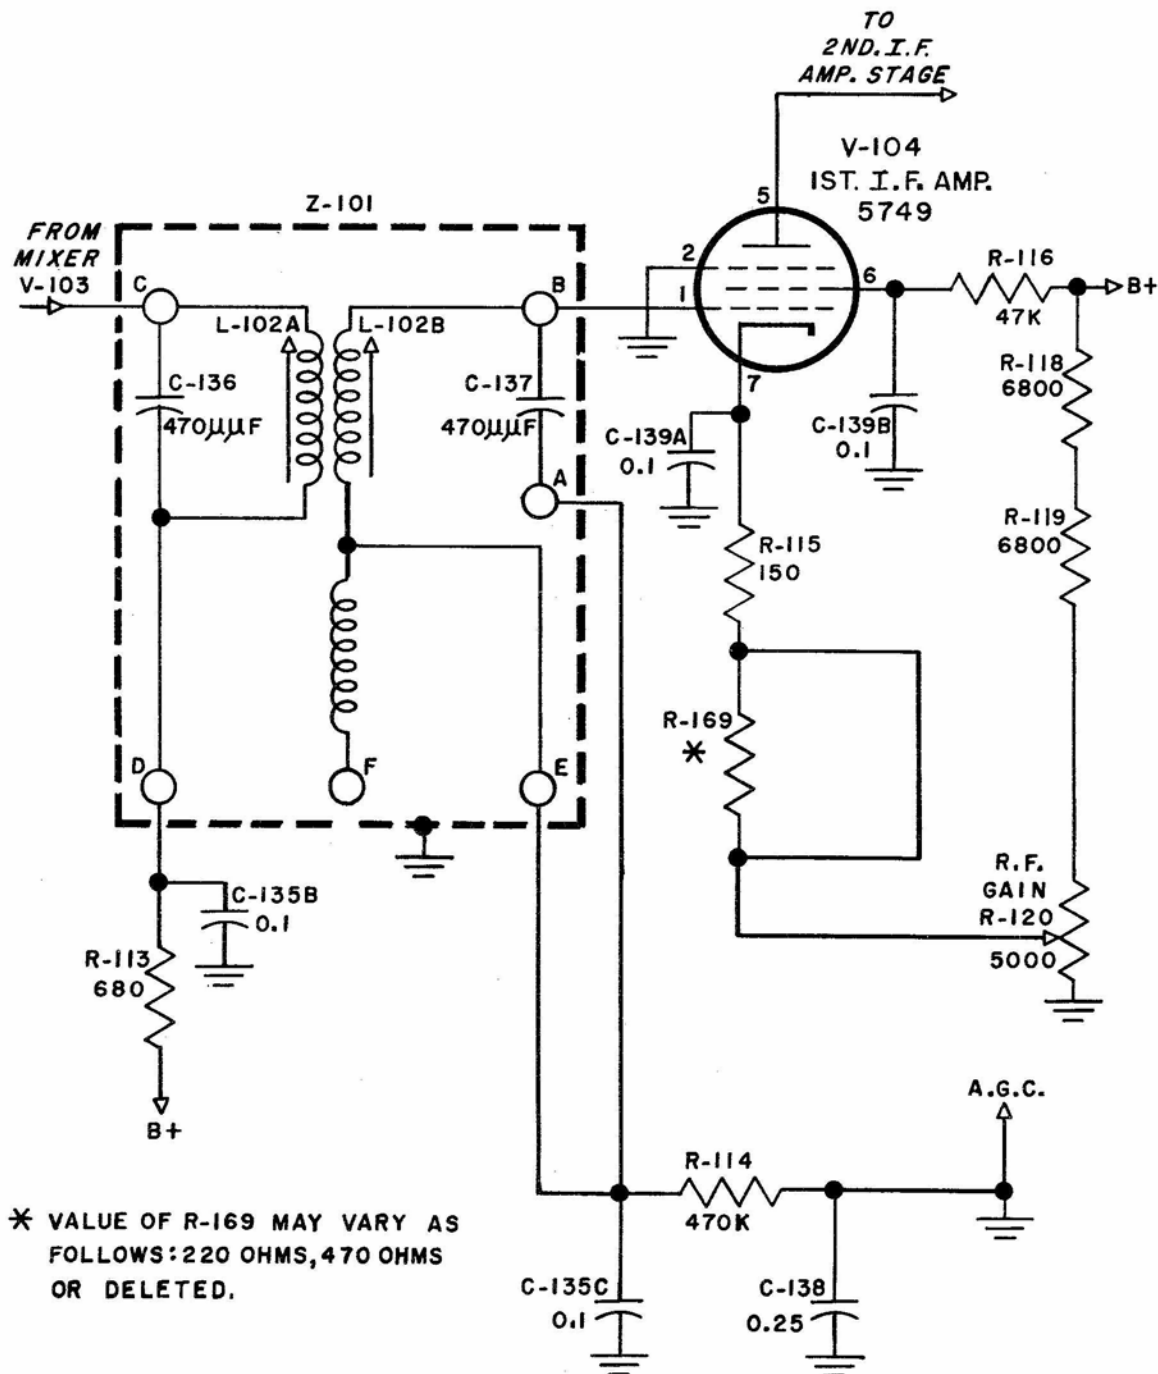 TO
2ND. I.F.
AMP. STAGE
V-104
1ST. I.F. AMP.
5749
5
Z-101
FROM
MIXER
V-103
C
B
2
1
6
R-116
47K
B+
L-102A
L-102B
C-136
470μμF
C-137
470μμF
7
C-139A
0.1
C-139B
0.1
R-118
6800
A
R-119
6800
R-115
150
R-169
*
D
F
E
C-135B
0.1
R.F.
GAIN
R-120
5000
R-113
680
B+
A.G.C.
R-114
470K
* VALUE OF R-169 MAY VARY AS
FOLLOWS: 220 OHMS, 470 OHMS
OR DELETED.
C-135C
0.1
C-138
0.25